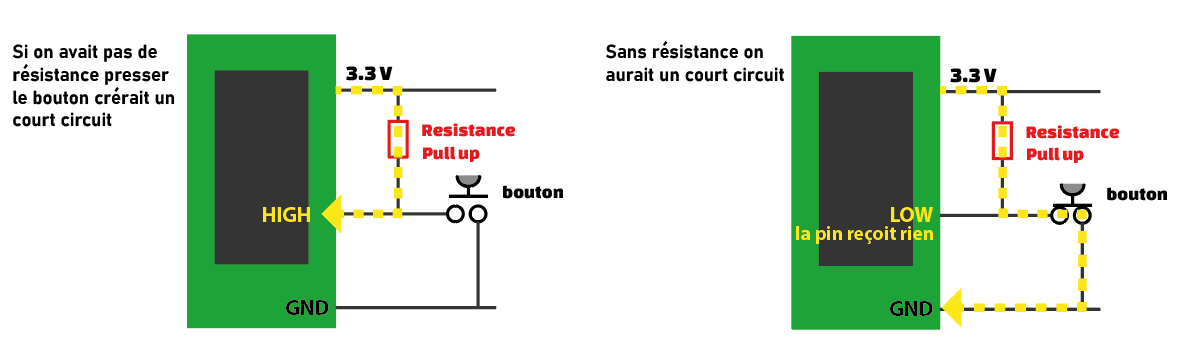 Si on avait pas de
résistance presser
le bouton crérait un
court circuit
3.3 V
Resistance
Pull up
bouton
HIGH
GND
Sans résistance on
aurait un court circuit
3.3 V
Resistance
Pull up
bouton
LOW
la pin reçoit rien
GND